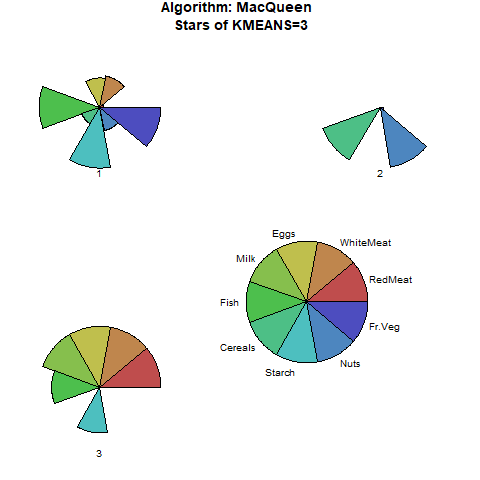 Algorithm: MacQueen
Stars of KMEANS=3
1
2
Eggs
WhiteMeat
Milk
RedMeat
Fish
Fr.Veg
Cereals
Nuts
Starch
3